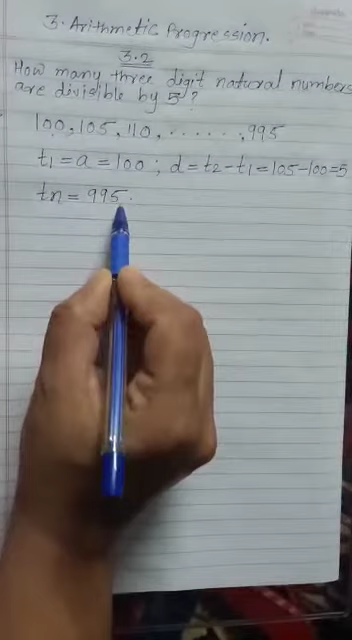 3. Arithmetic Progression.
3.2
How many three digit natural numbers
are divisible by 5?
100, 105, 110, . . . . . . , 995
t1 = a = 100 ; d = t2 - t1 = 105 - 100 = 5
tn = 995.